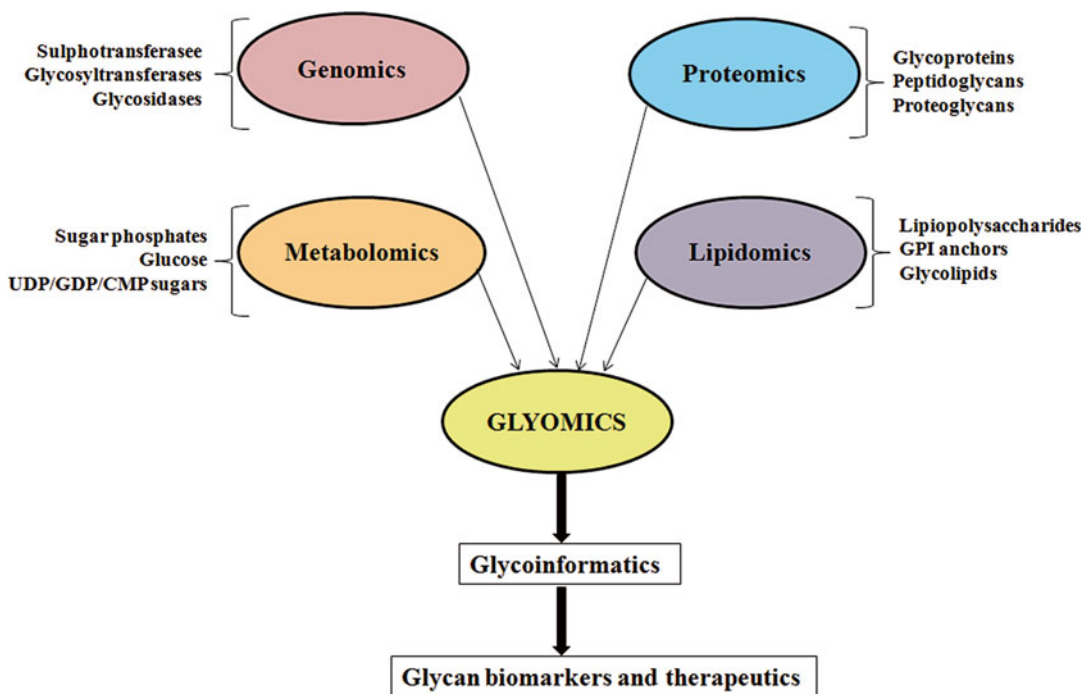 Sulphotransferasee
Glycosyltransferases
Glycosidases
Genomics
Proteomics
Glycoproteins
Peptidoglycans
Proteoglycans
Sugar phosphates
Glucose
UDP/GDP/CMP sugars
Metabolomics
Lipidomics
Lipiopolysaccharides
GPI anchors
Glycolipids
GLYOMICS
Glycoinformatics
Glycan biomarkers and therapeutics